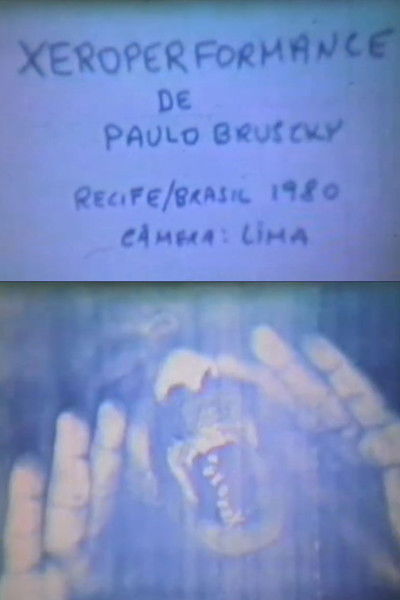 XEROPERFORMANCE
DE
PAULO BRUSCKY
RECIFE/BRASIL 1980
CÂMERA: LIMA